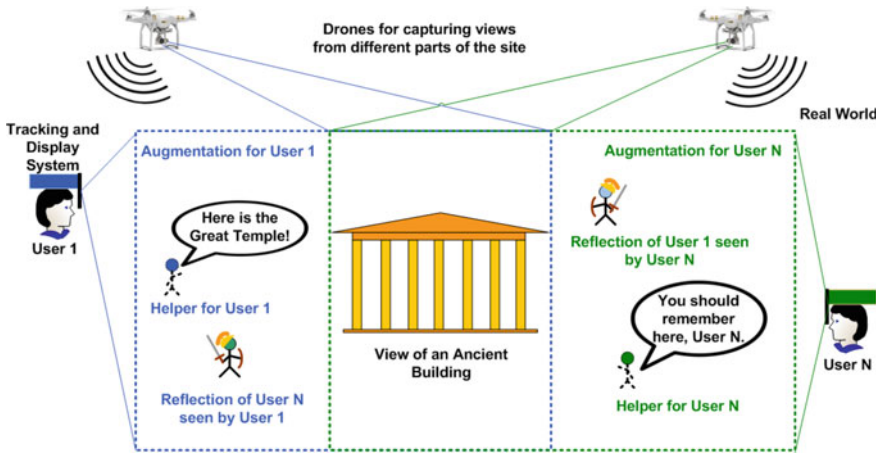 Drones for capturing views
from different parts of the site
Real World
Tracking and
Display
System
User 1
Augmentation for User 1
Here is the
Great Temple!
Helper for User 1
Reflection of User N
seen by User 1
View of an Ancient
Building
Augmentation for User N
Reflection of User 1 seen
by User N
You should
remember
here, User N.
Helper for User N
User N